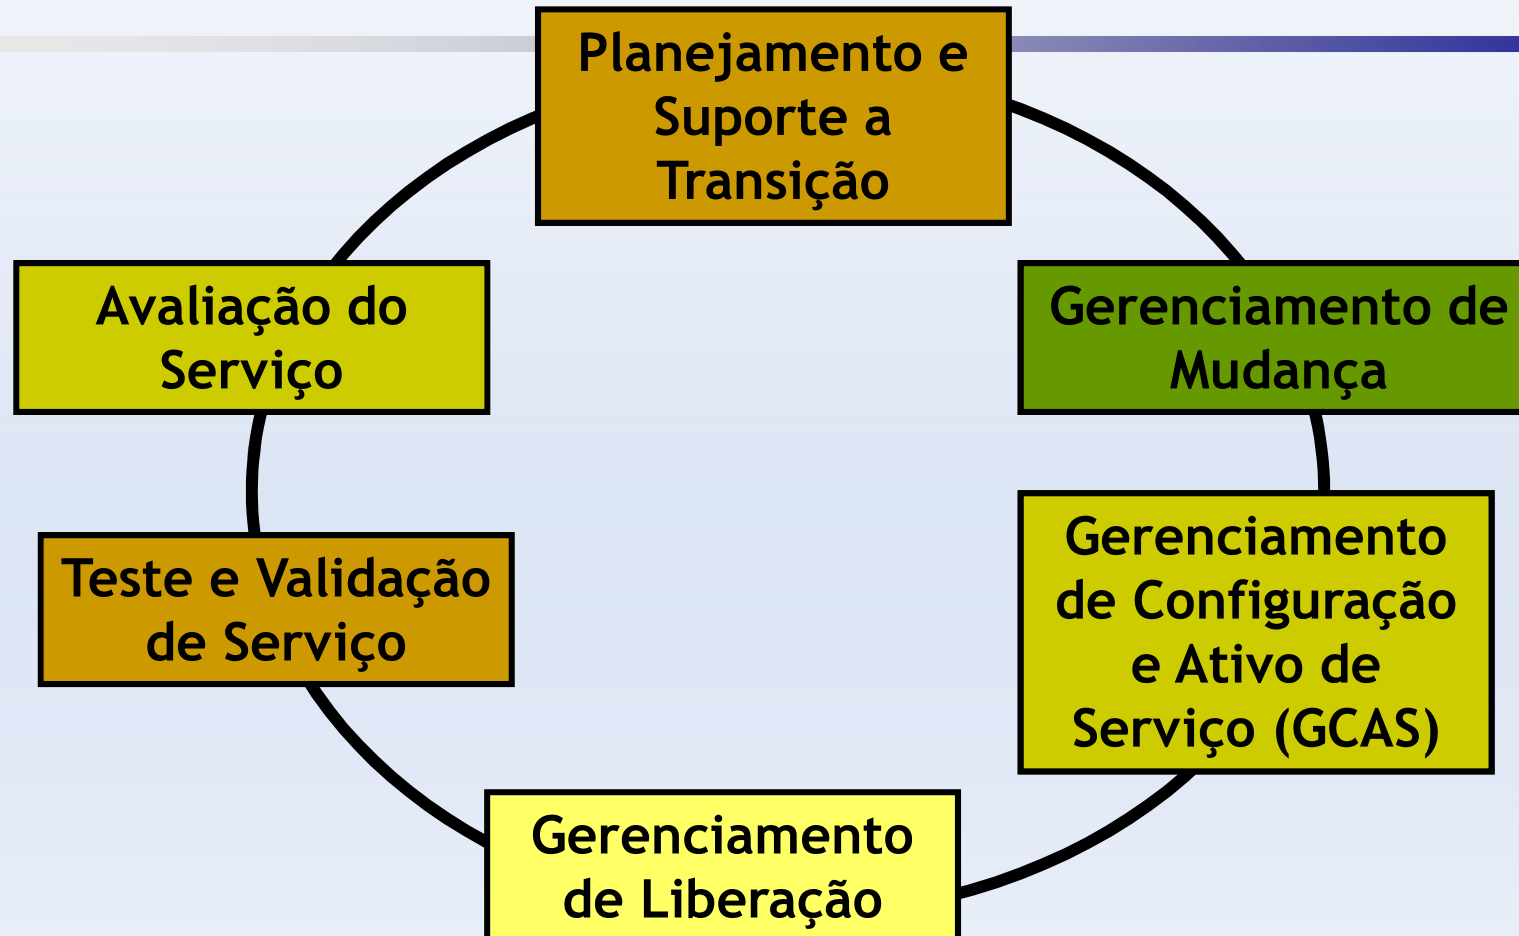 Planejamento e
Suporte a
Transição
Avaliação do
Serviço
Gerenciamento de
Mudança
Gerenciamento
de Configuração
e Ativo de
Serviço (GCAS)
Teste e Validação
de Serviço
Gerenciamento
de Liberação